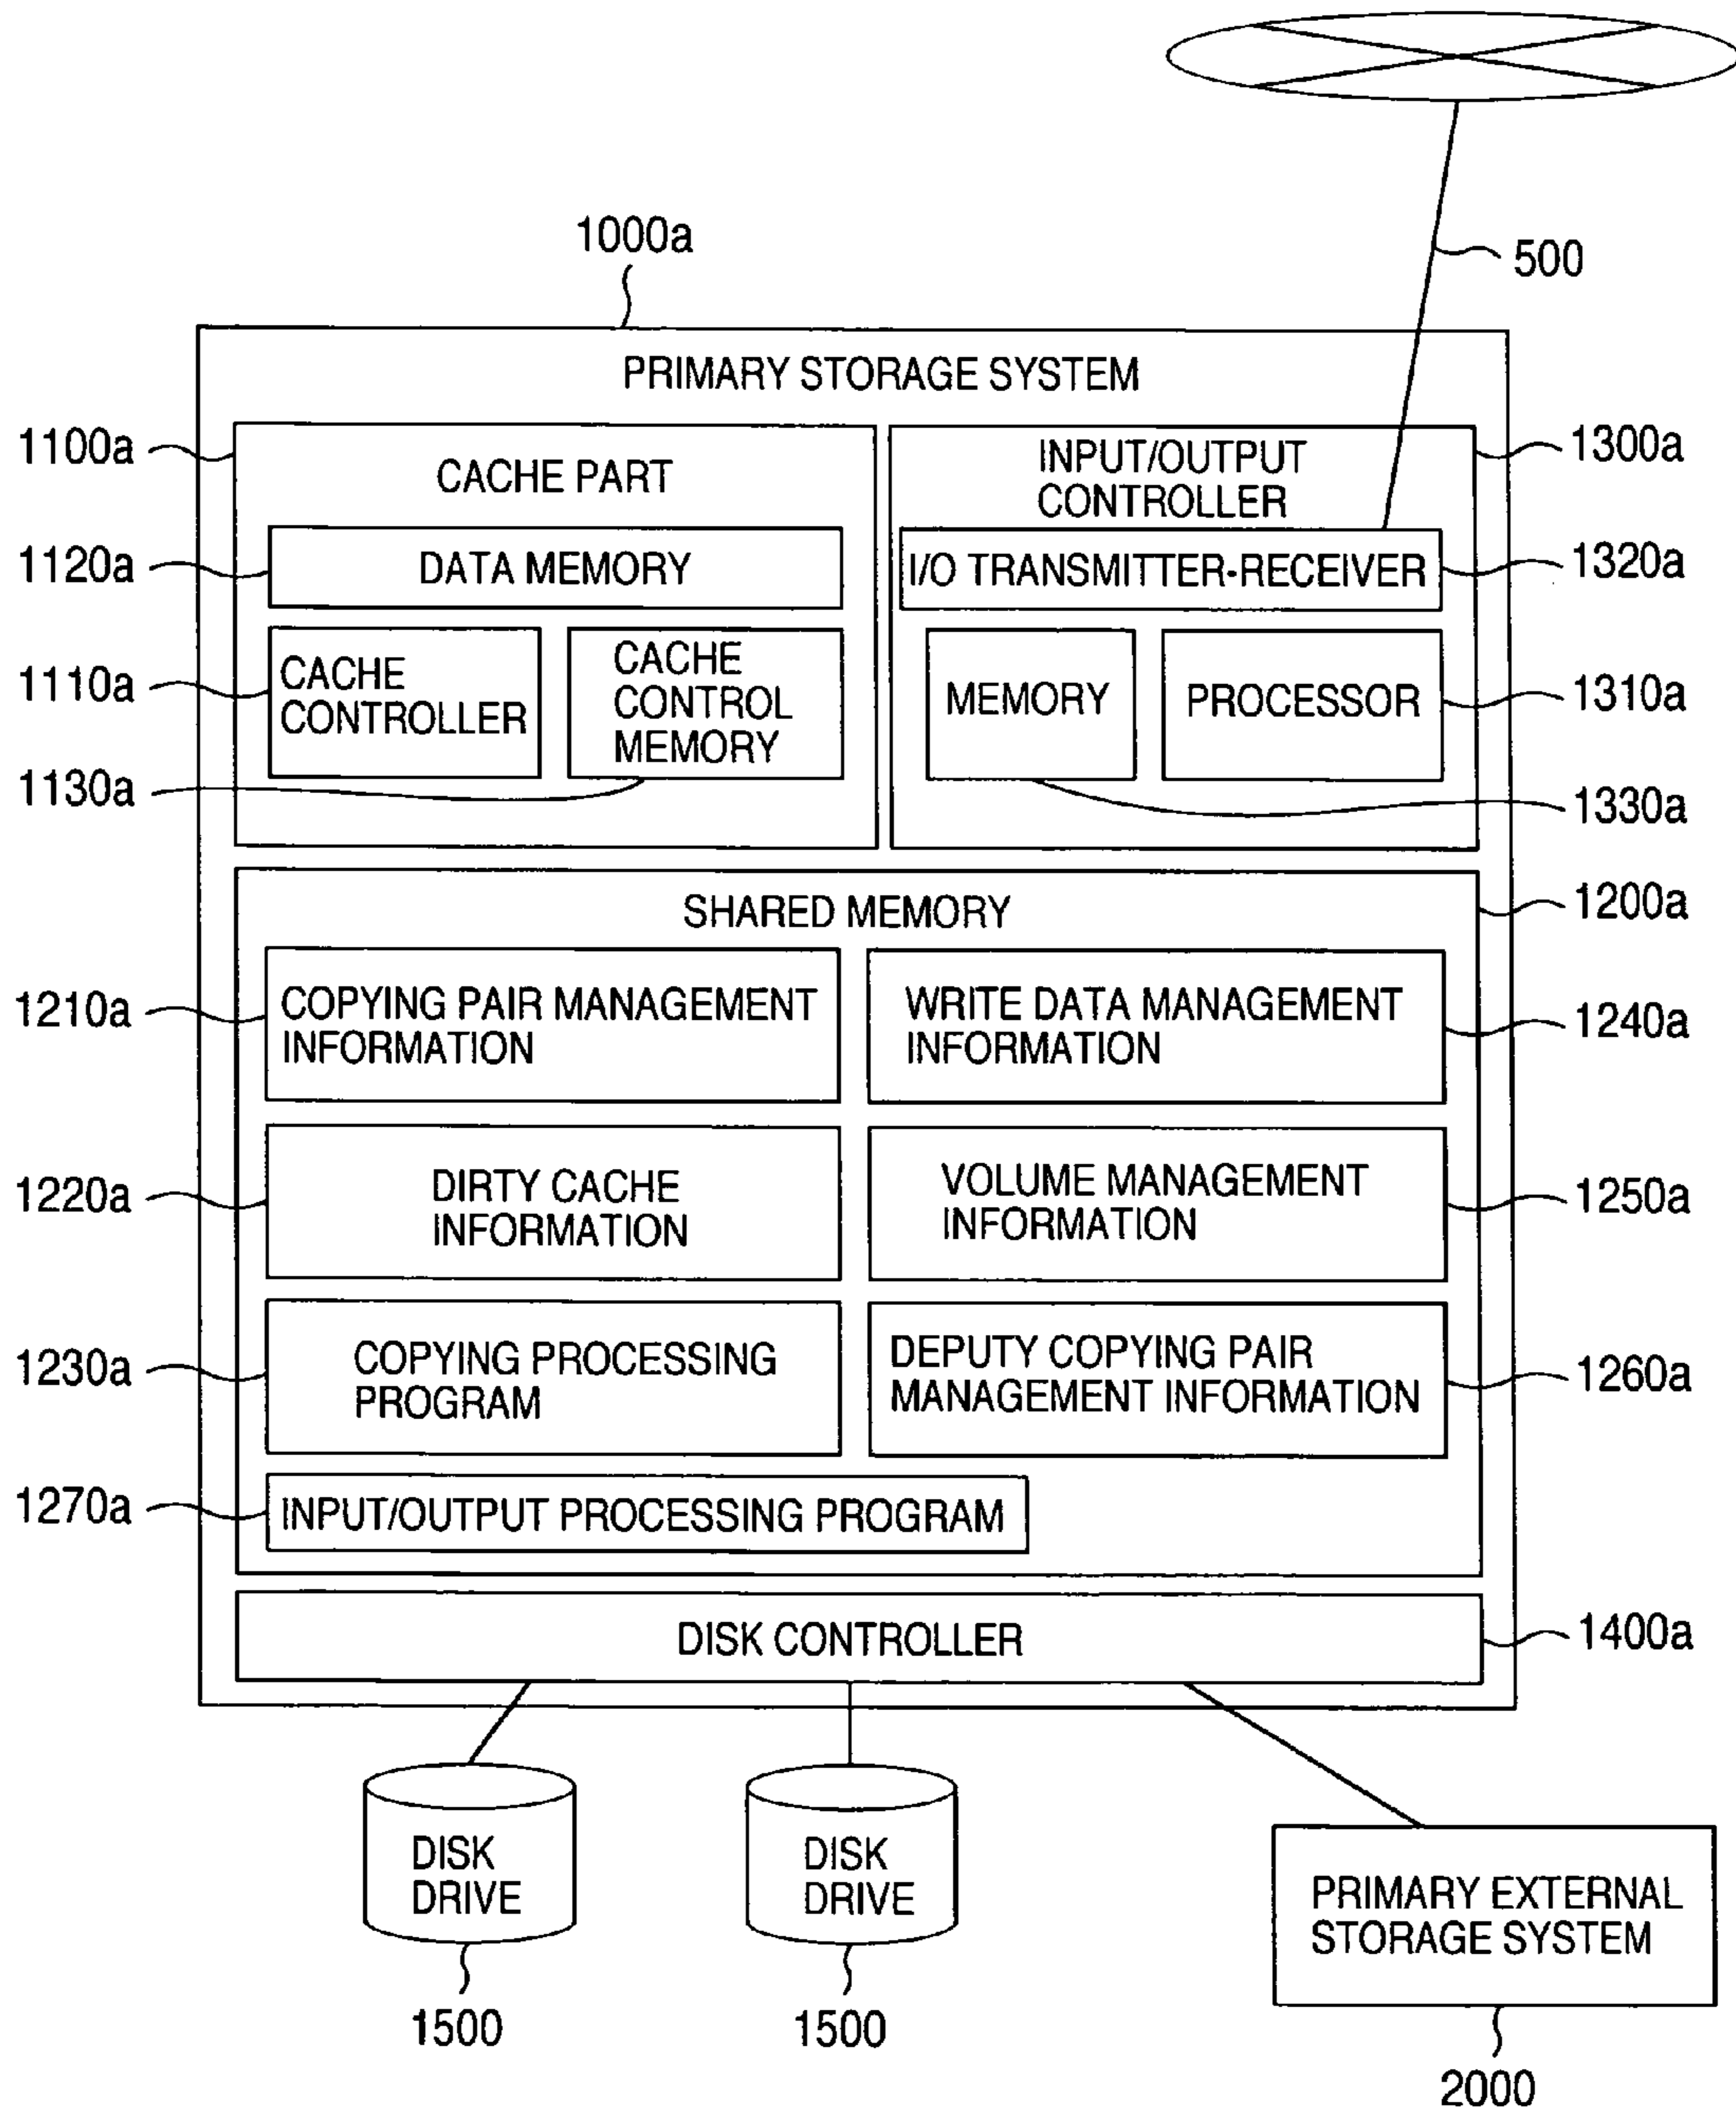 1000a
500
PRIMARY STORAGE SYSTEM
1100a
CACHE PART
INPUT/OUTPUT
CONTROLLER
1300a
1120a
DATA MEMORY
I/O TRANSMITTER-RECEIVER
1320a
1110a
CACHE
CONTROLLER
CACHE
CONTROL
MEMORY
MEMORY
PROCESSOR
1310a
1130a
1330a
SHARED MEMORY
1200a
1210a
COPYING PAIR MANAGEMENT
INFORMATION
WRITE DATA MANAGEMENT
INFORMATION
1240a
1220a
DIRTY CACHE
INFORMATION
VOLUME MANAGEMENT
INFORMATION
1250a
1230a
COPYING PROCESSING
PROGRAM
DEPUTY COPYING PAIR
MANAGEMENT INFORMATION
1260a
1270a
INPUT/OUTPUT PROCESSING PROGRAM
DISK CONTROLLER
1400a
DISK
DRIVE
DISK
DRIVE
PRIMARY EXTERNAL
STORAGE SYSTEM
1500
1500
2000